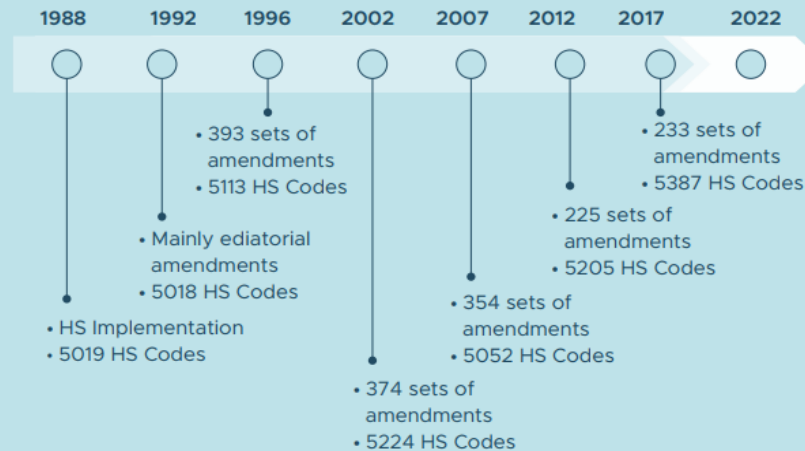 1988 1992 1996 2002 2007 2012 2017 2022
• HS Implementation
• 5019 HS Codes
• Mainly ediatorial
amendments
• 5018 HS Codes
• 393 sets of
amendments
• 5113 HS Codes
• 374 sets of
amendments
• 5224 HS Codes
• 354 sets of
amendments
• 5052 HS Codes
• 225 sets of
amendments
• 5205 HS Codes
• 233 sets of
amendments
• 5387 HS Codes